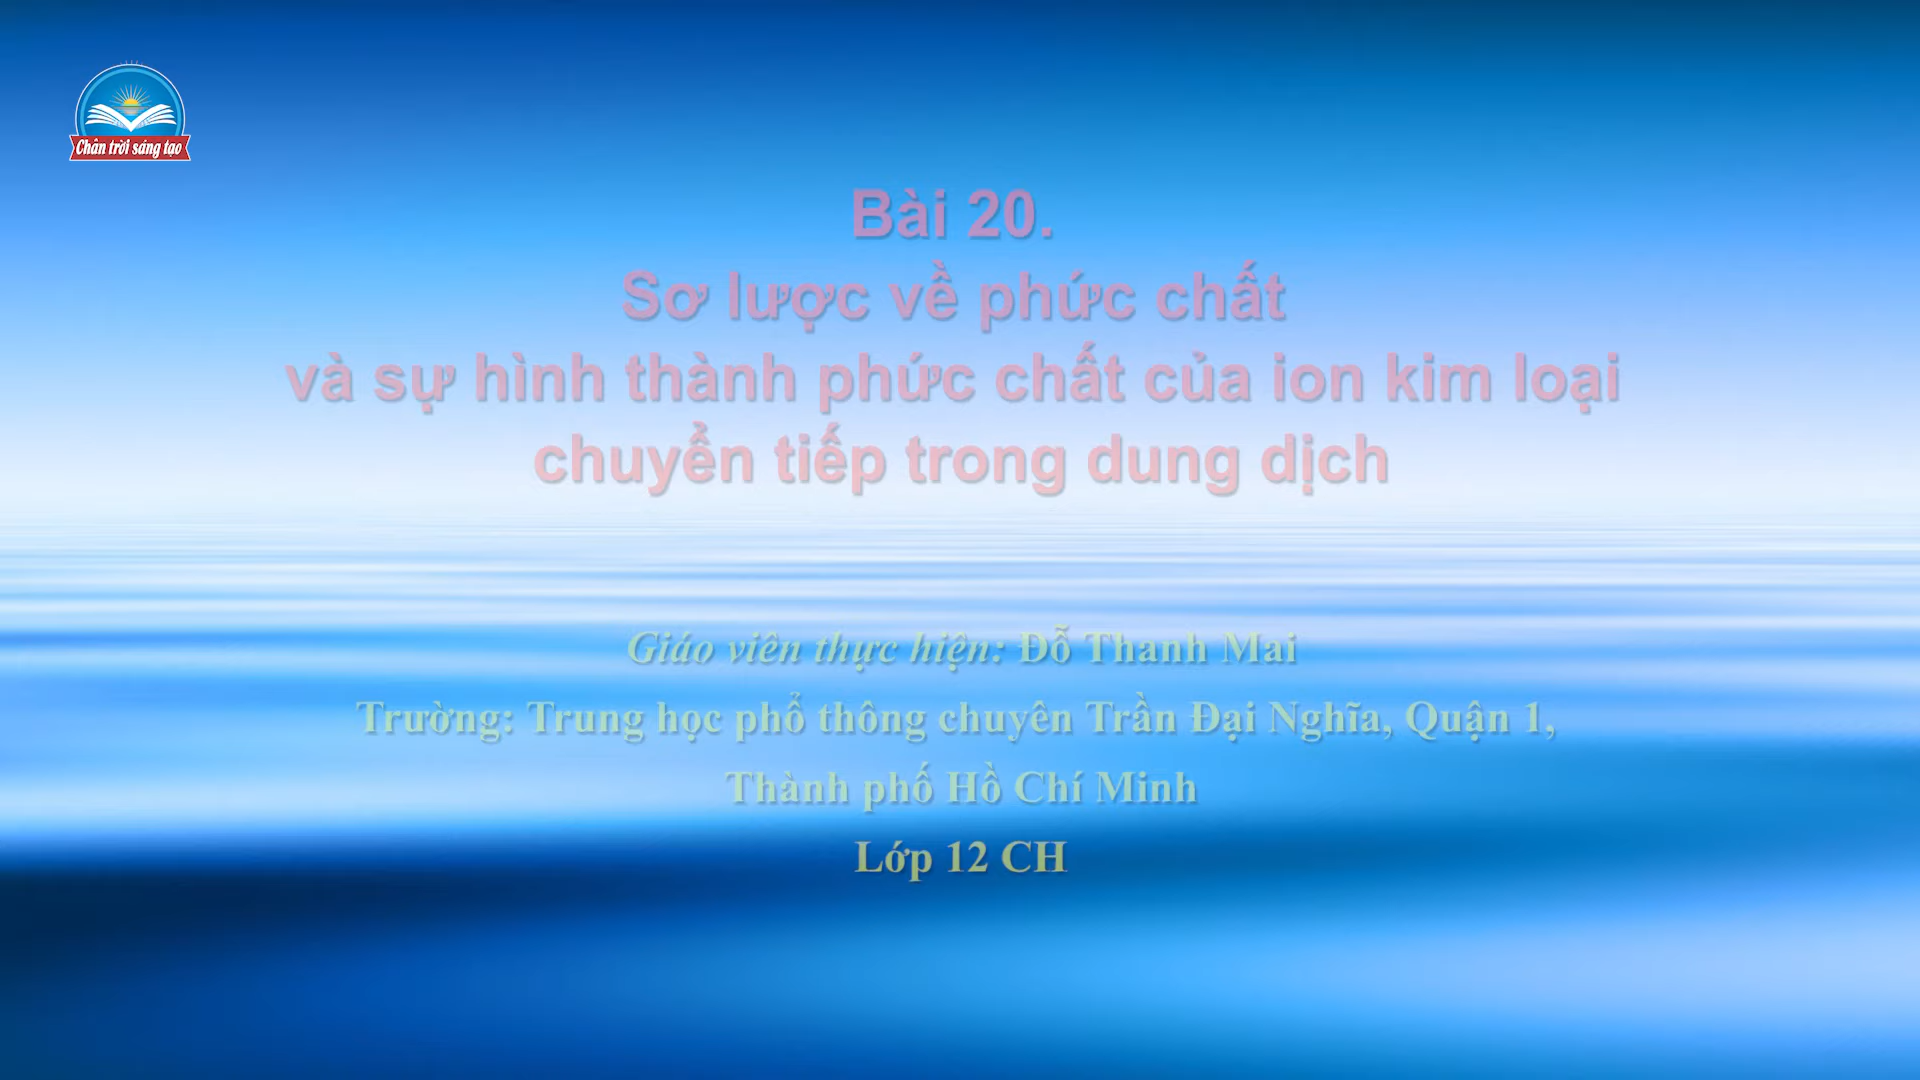 Chân trời sáng tạo
Bài 20.
Sơ lược về phức chất
và sự hình thành phức chất của ion kim loại
chuyển tiếp trong dung dịch
Giáo viên thực hiện: Đỗ Thanh Mai
Trường: Trung học phổ thông chuyên Trần Đại Nghĩa, Quận 1,
Thành phố Hồ Chí Minh
Lớp 12 CH